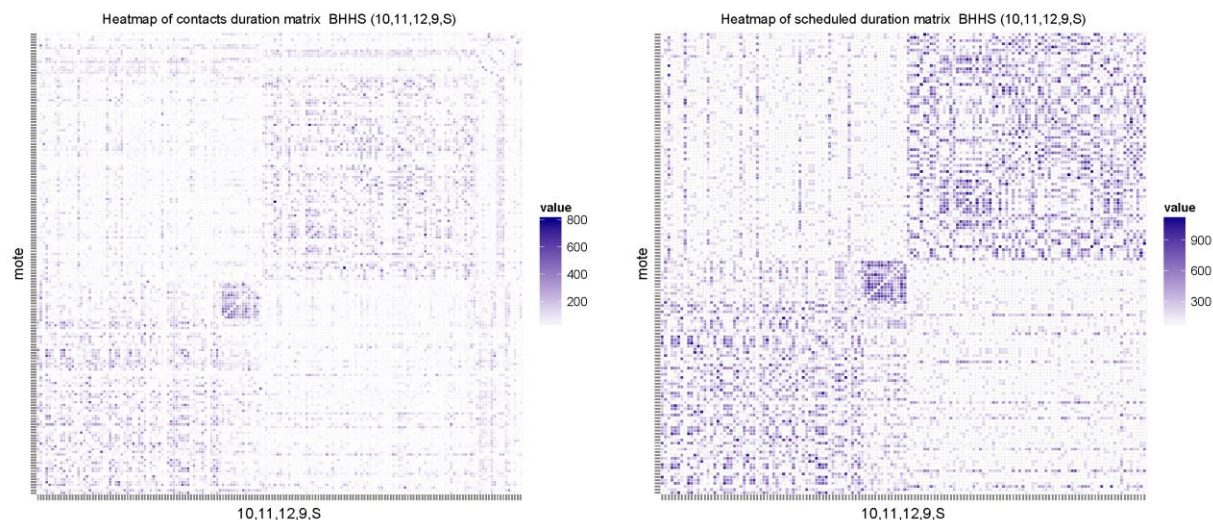 Heatmap of contacts duration matrix  BHHS (10,11,12,9,S)
mote
10,11,12,9,S
value
800
600
400
200
Heatmap of scheduled duration matrix  BHHS (10,11,12,9,S)
mote
10,11,12,9,S
value
900
600
300